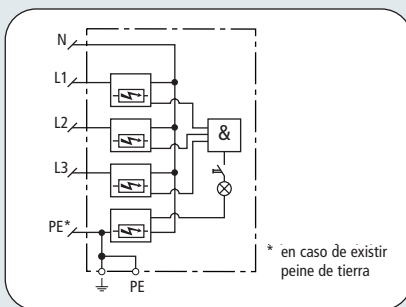 N
L1
L2
L3
&
PE*
* en caso de existir
peine de tierra
PE